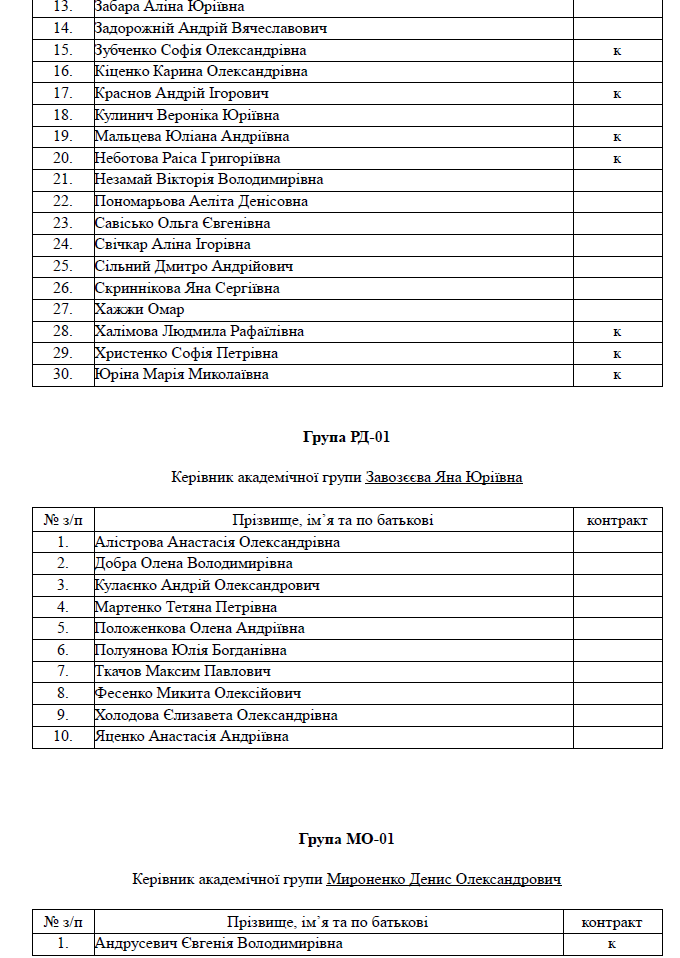 13. Забара Аліна Юріївна
14. Задорожній Андрій Вячеславович
15. Зубченко Софія Олександрівна к
16. Кіценко Карина Олександрівна
17. Краснов Андрій Ігорович к
18. Кулинич Вероніка Юріївна
19. Мальцева Юліана Андріївна к
20. Неботова Раіса Григоріївна к
21. Незамай Вікторія Володимирівна
22. Пономарьова Аеліта Денісовна
23. Савісько Ольга Євгенівна
24. Свічкар Аліна Ігорівна
25. Сільний Дмитро Андрійович
26. Скриннікова Яна Сергіївна
27. Хажжи Омар
28. Халімова Людмила Рафаїлівна к
29. Христенко Софія Петрівна к
30. Юріна Марія Миколаївна к
Група РД-01
Керівник академічної групи Завозєєва Яна Юріївна
№ з/п Прізвище, ім’я та по батькові контракт
1. Алістрова Анастасія Олександрівна
2. Добра Олена Володимирівна
3. Кулаєнко Андрій Олександрович
4. Мартенко Тетяна Петрівна
5. Положенкова Олена Андріївна
6. Полуянова Юлія Богданівна
7. Ткачов Максим Павлович
8. Фесенко Микита Олексійович
9. Холодова Єлизавета Олександрівна
10. Яценко Анастасія Андріївна
Група МО-01
Керівник академічної групи Мироненко Денис Олександрович
№ з/п Прізвище, ім’я та по батькові контракт
1. Андрусевич Євгенія Володимирівна к